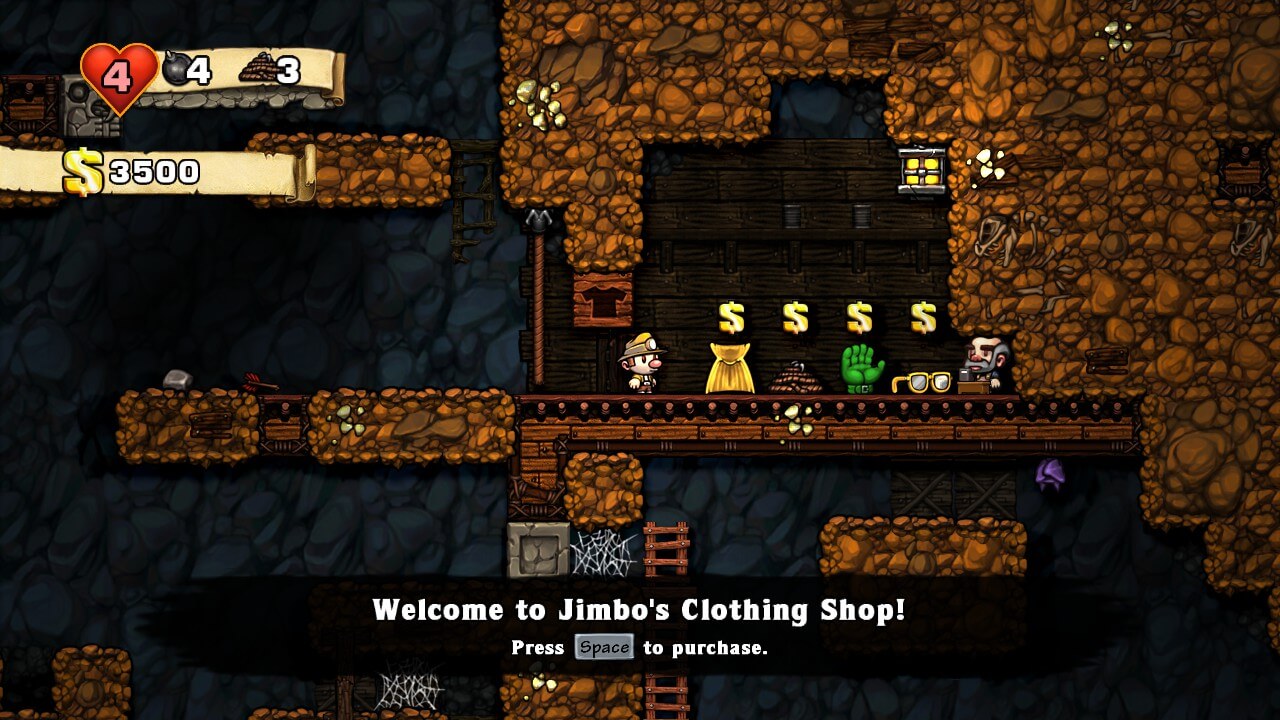 4 4 3
$ 3500
$ $ $ $
Welcome to Jimbo's Clothing Shop!
Press Space to purchase.